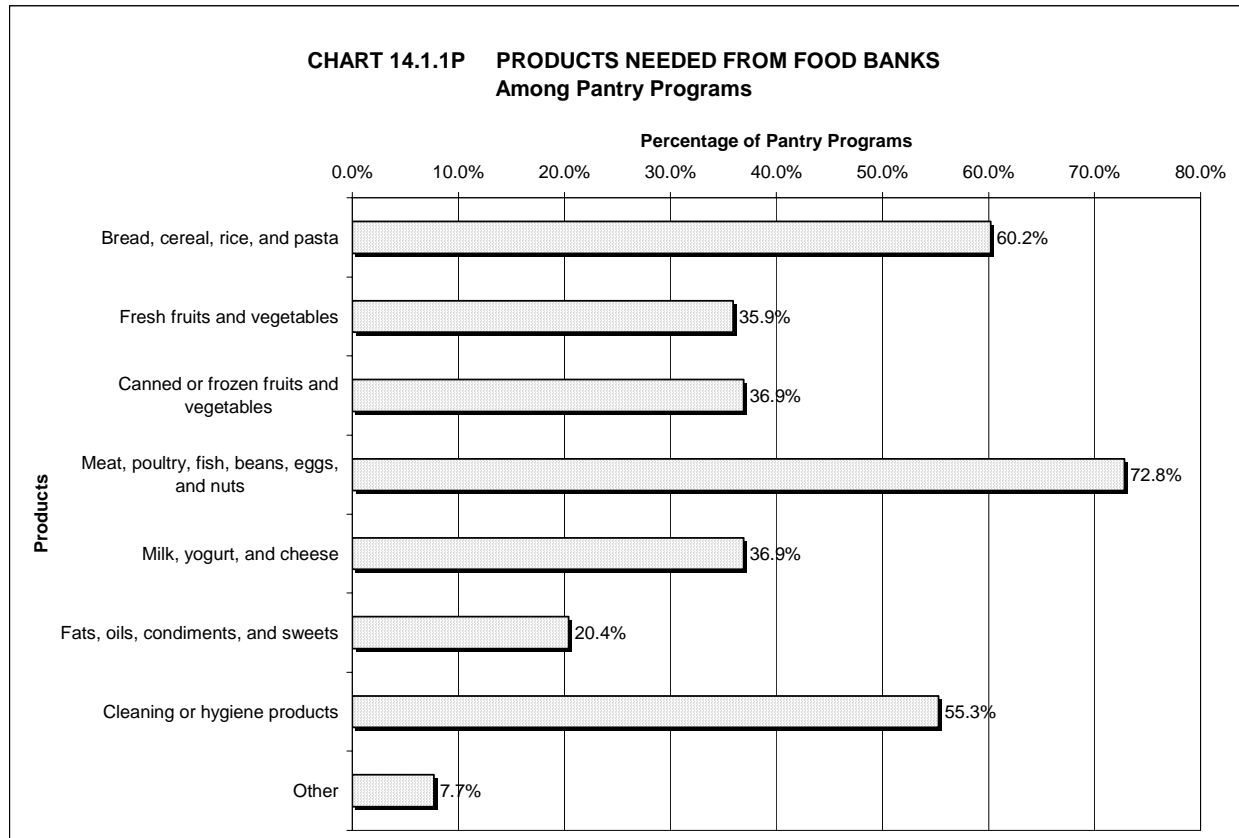 CHART 14.1.1P PRODUCTS NEEDED FROM FOOD BANKS
Among Pantry Programs
Percentage of Pantry Programs
0.0% 10.0% 20.0% 30.0% 40.0% 50.0% 60.0% 70.0% 80.0%
Products
Bread, cereal, rice, and pasta 60.2%
Fresh fruits and vegetables 35.9%
Canned or frozen fruits and
vegetables 36.9%
Meat, poultry, fish, beans, eggs,
and nuts 72.8%
Milk, yogurt, and cheese 36.9%
Fats, oils, condiments, and sweets 20.4%
Cleaning or hygiene products 55.3%
Other 7.7%